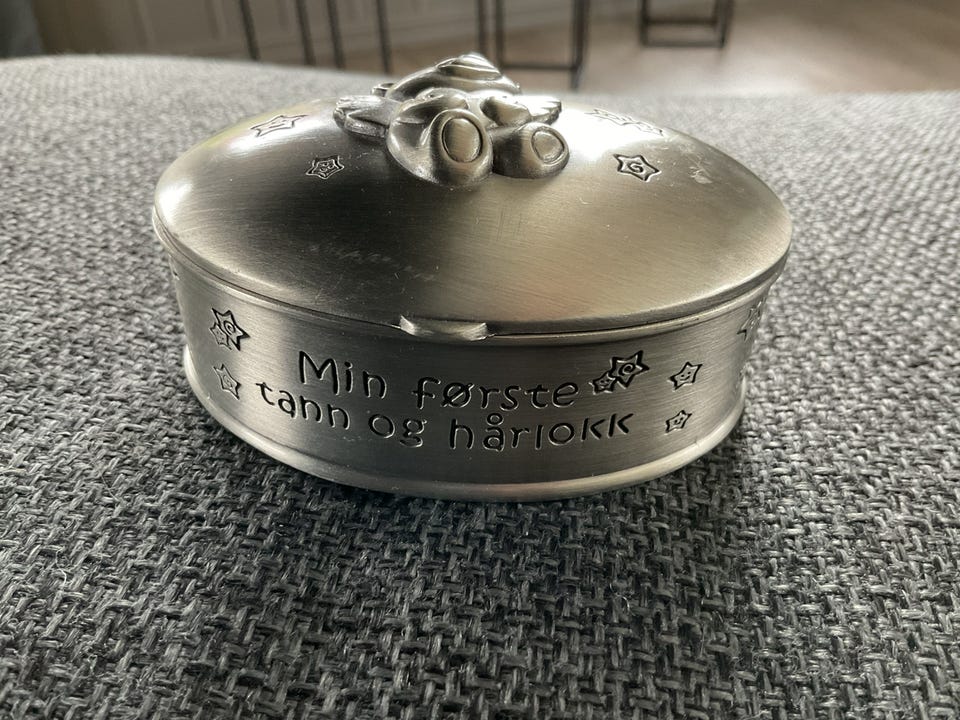 Min første
tann og hårlokk